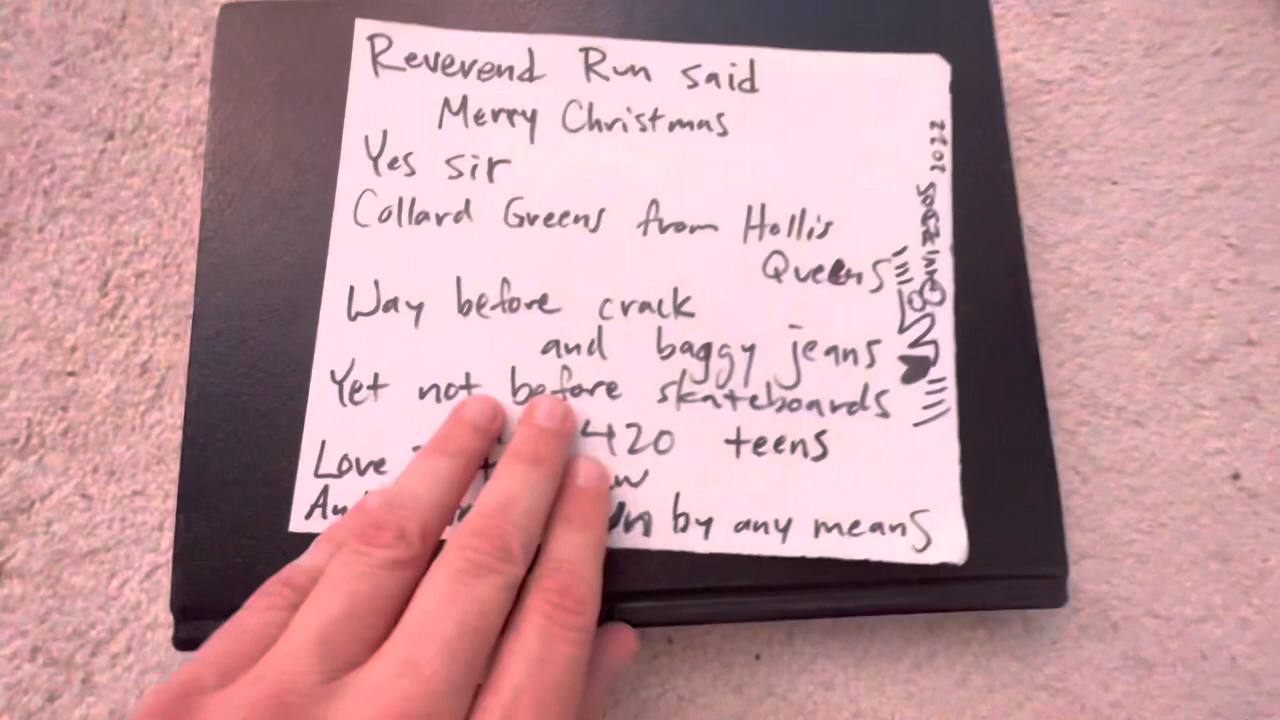 Reverend Run said
Merry Christmas
Yes sir
Collard Greens from Hollis
Queens
Way before crack
and baggy jeans
Yet not before skateboards
420 teens
Love
by any means
2022